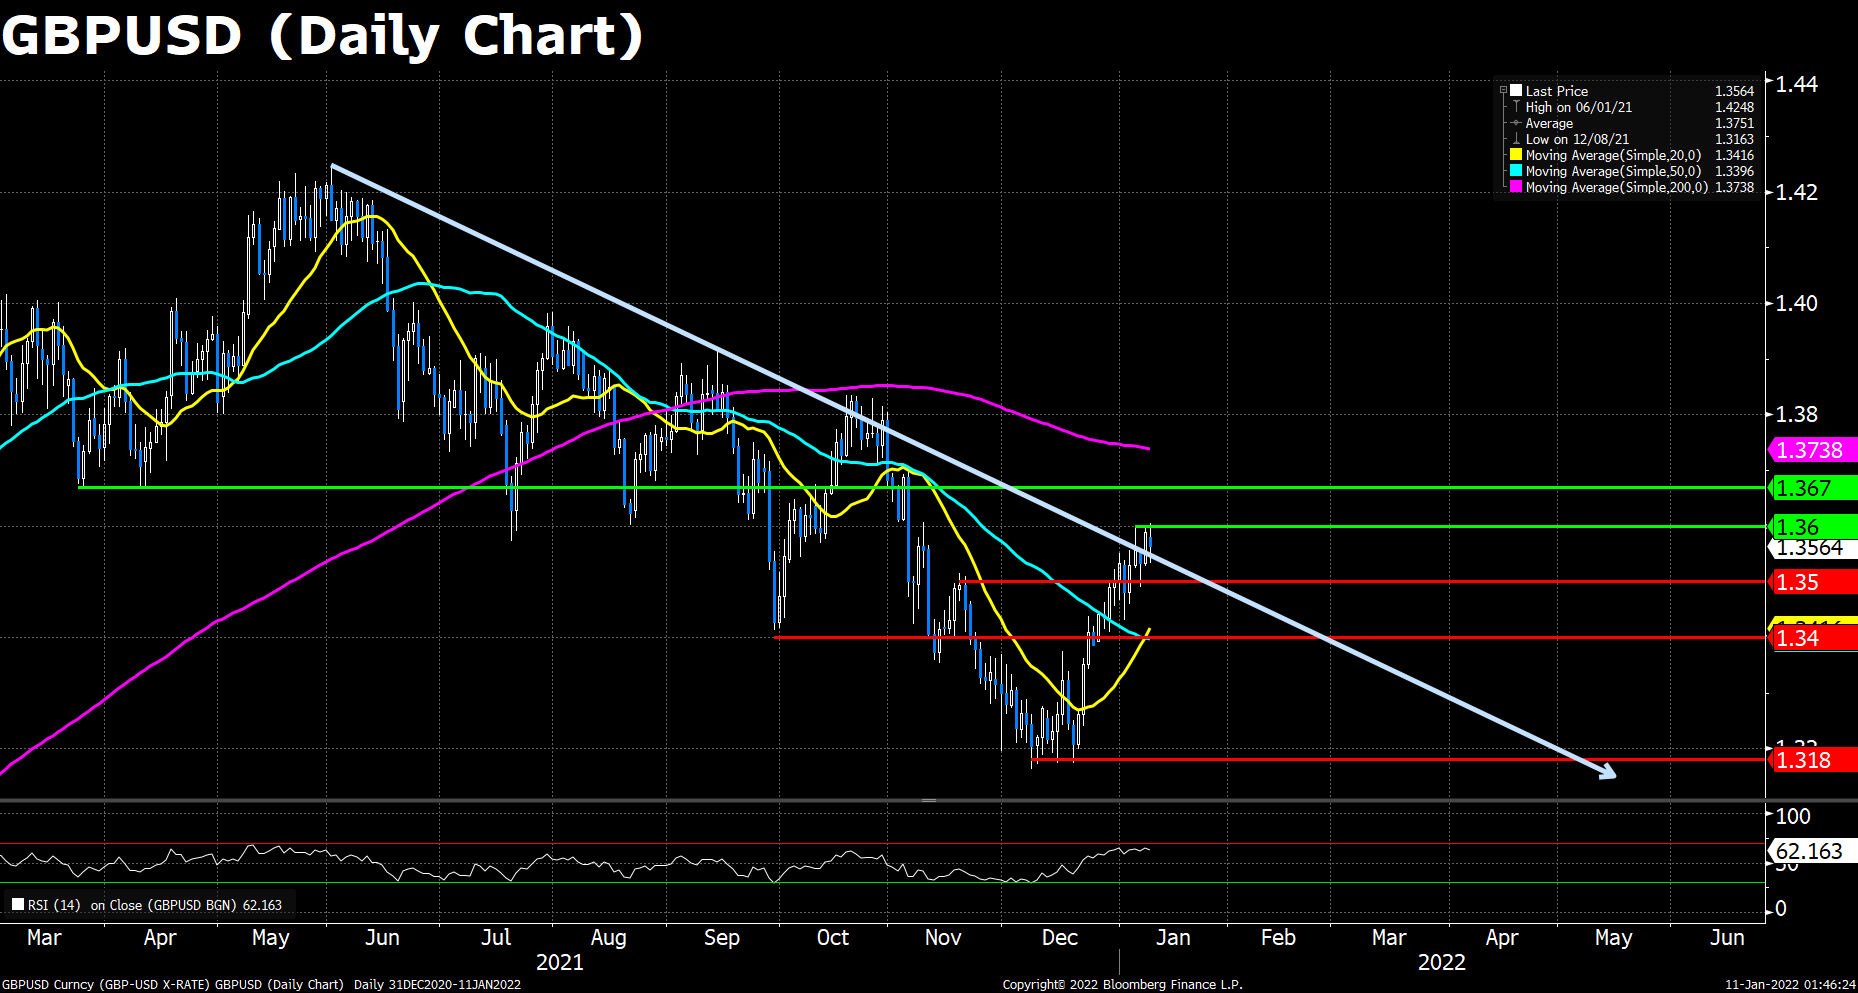 GBPUSD (Daily Chart)
Last Price 1.3564
High on 06/01/21 1.4248
Average 1.3751
Low on 12/08/21 1.3163
Moving Average(Simple,20,0) 1.3416
Moving Average(Simple,50,0) 1.3396
Moving Average(Simple,200,0) 1.3738
1.44
1.42
1.40
1.38
1.3738
1.367
1.36
1.3564
1.35
1.34
1.318
100
62.163
0
RSI (14) on Close (GBPUSD BGN) 62.163
Mar Apr May Jun Jul Aug Sep Oct Nov Dec Jan Feb Mar Apr May Jun
2021 2022
GBPUSD Curncy (GBP-USD X-RATE) GBPUSD (Daily Chart) Daily 31DEC2020-11JAN2022 Copyright© 2022 Bloomberg Finance L.P. 11-Jan-2022 01:46:24